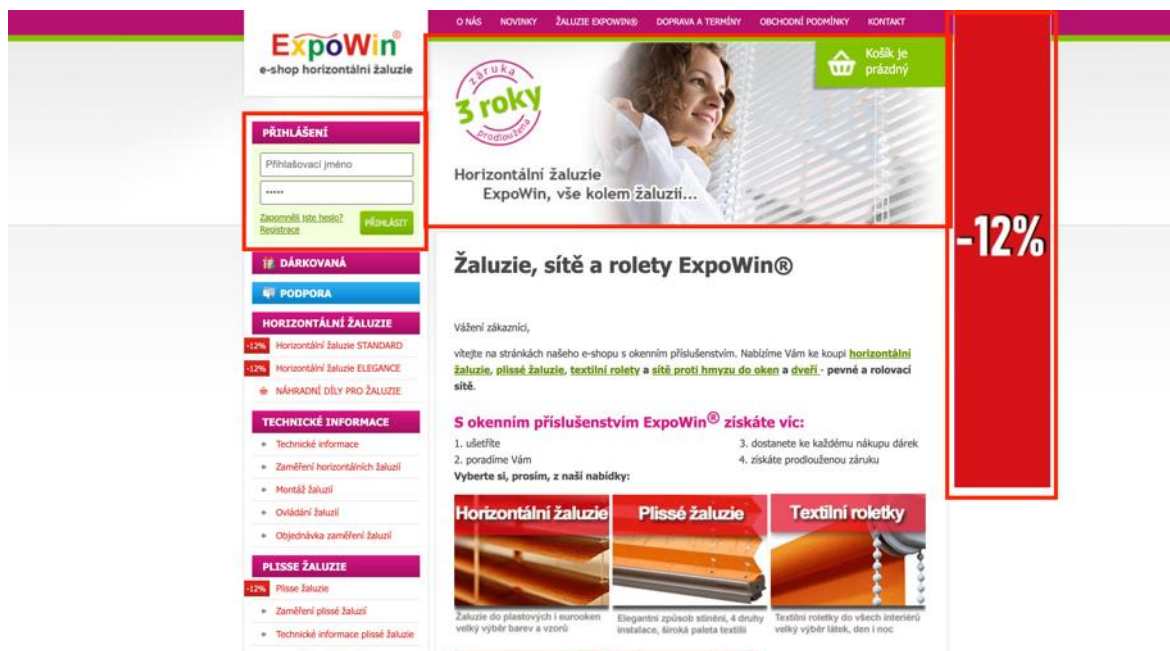 O NÁS NOVINKY ŽALUZIE EXPOWIN® DOPRAVA A TERMÍNY OBCHODNÍ PODMÍNKY KONTAKT
ExpoWin®
e-shop horizontální žaluzie
Košík je
prázdný
záruka
3 roky
prodloužená
Horizontální žaluzie
ExpoWin, vše kolem žaluzií...
-12%
PŘIHLÁŠENÍ
Přihlašovací jméno
•••••
Zapomněli jste heslo?
Registrace
PŘIHLÁSIT
DÁRKOVANÁ
PODPORA
HORIZONTÁLNÍ ŽALUZIE
-12% Horizontální žaluzie STANDARD
-12% Horizontální žaluzie ELEGANCE
NÁHRADNÍ DÍLY PRO ŽALUZIE
TECHNICKÉ INFORMACE
Technické informace
Zaměření horizontálních žaluzií
Montáž žaluzií
Ovládání žaluzií
Objednávka zaměření žaluzií
PLISSE ŽALUZIE
-12% Plisse žaluzie
Zaměření plissé žaluzií
Technické informace plissé žaluzie
Žaluzie, sítě a rolety ExpoWin®
Vážení zákazníci,
vítejte na stránkách našeho e-shopu s okenním příslušenstvím. Nabízíme Vám ke koupi horizontální
žaluzie, plissé žaluzie, textilní rolety a sítě proti hmyzu do oken a dveří - pevné a rolovací
sítě.
S okenním příslušenstvím ExpoWin® získáte víc:
1. ušetříte
2. poradíme Vám
3. dostanete ke každému nákupu dárek
4. získáte prodlouženou záruku
Vyberte si, prosím, z naší nabídky:
Horizontální žaluzie
Plissé žaluzie
Textilní roletky
Žaluzie do plastových i eurooken
velký výběr barev a vzorů
Elegantní způsob stínění, 4 druhy
instalace, široká paleta textilií
Textilní roletky do všech interiérů
velký výběr látek, den i noc